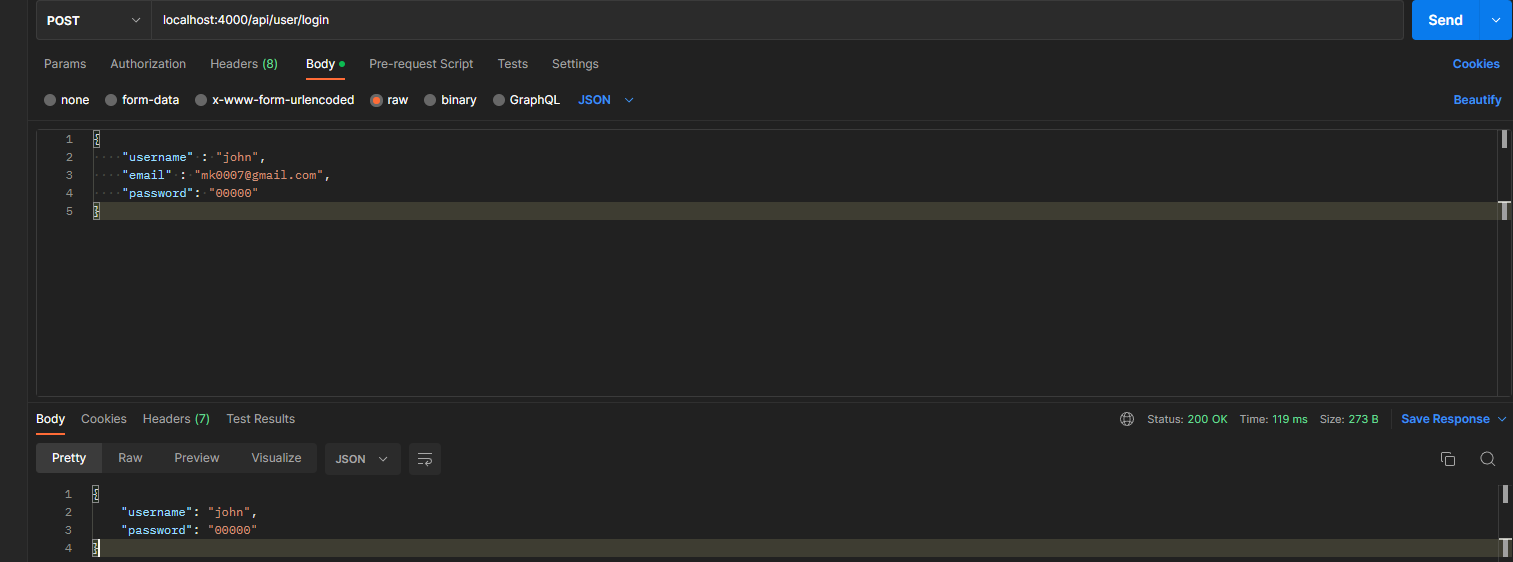 POST localhost:4000/api/user/login Send
Params Authorization Headers (8) Body Pre-request Script Tests Settings Cookies
none form-data x-www-form-urlencoded raw binary GraphQL JSON Beautify
1 {
2 "username" : "john",
3 "email" : "mk0007@gmail.com",
4 "password": "00000"
5 }
Body Cookies Headers (7) Test Results Status: 200 OK Time: 119 ms Size: 273 B Save Response
Pretty Raw Preview Visualize JSON
1 {
2 "username": "john",
3 "password": "00000"
4 }